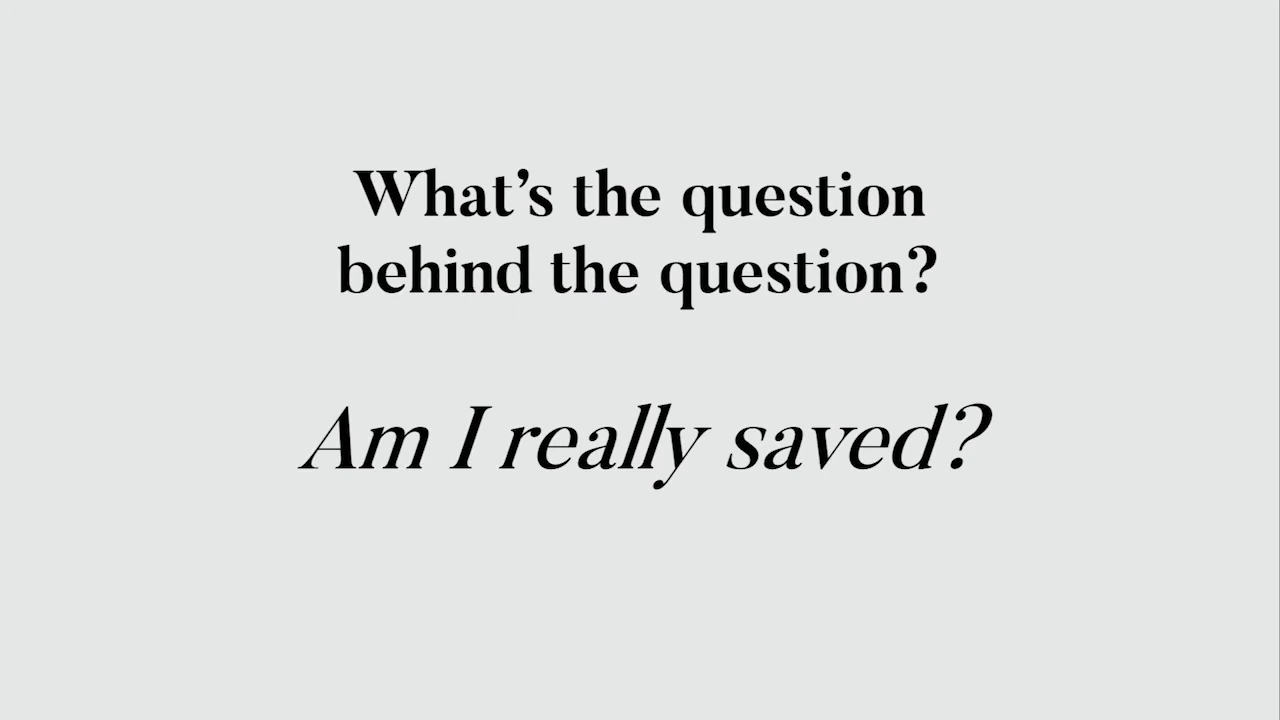 What’s the question
behind the question?
Am I really saved?